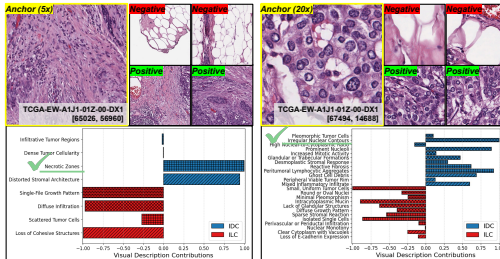 Anchor (5x)
Negative
Positive
TCGA-EW-A1J1-01Z-00-DX1
[65026, 56960]
Infiltrative Tumor Regions
Dense Tumor Cellularity
Necrotic Zones
Distorted Stromal Architecture
Single-File Growth Pattern
Diffuse Infiltration
Scattered Tumor Cells
Loss of Cohesive Structures
IDC
ILC
-1.00 -0.75 -0.50 -0.25 0.00 0.25 0.50 0.75 1.00
Visual Description Contributions
Anchor (20x)
Negative Negative
Positive Positive
TCGA-EW-A1J1-01Z-00-DX1
[67494, 14688]
Pleomorphic Tumor Cells
Irregular Nuclear Contours
High Nuclear-to-Cytoplasmic Ratio
Prominent Nucleoli
Increased Mitotic Activity
Glandular or Trabecular Formations
Desmoplastic Stromal Response
Reactive Fibrosis
Peritumoral Lymphocytic Aggregates
Ghost Cell Debris
Peripheral Viable Tumor Rim
Mixed Inflammatory Infiltrate
Small, Uniform Tumor Cells
Round or Oval Nuclei
Minimal Pleomorphism
Intracytoplasmic Mucin
Lack of Glandular Structures
Diffuse Growth Pattern
Sparse Stromal Reaction
Isolated Single Cells
Perivascular or Periductal Infiltration
Nuclear Monotony
Clear Cytoplasm with Vacuoles
Loss of E-cadherin Expression
IDC
ILC
-1.00 -0.75 -0.50 -0.25 0.00 0.25 0.50 0.75 1.00
Visual Description Contributions